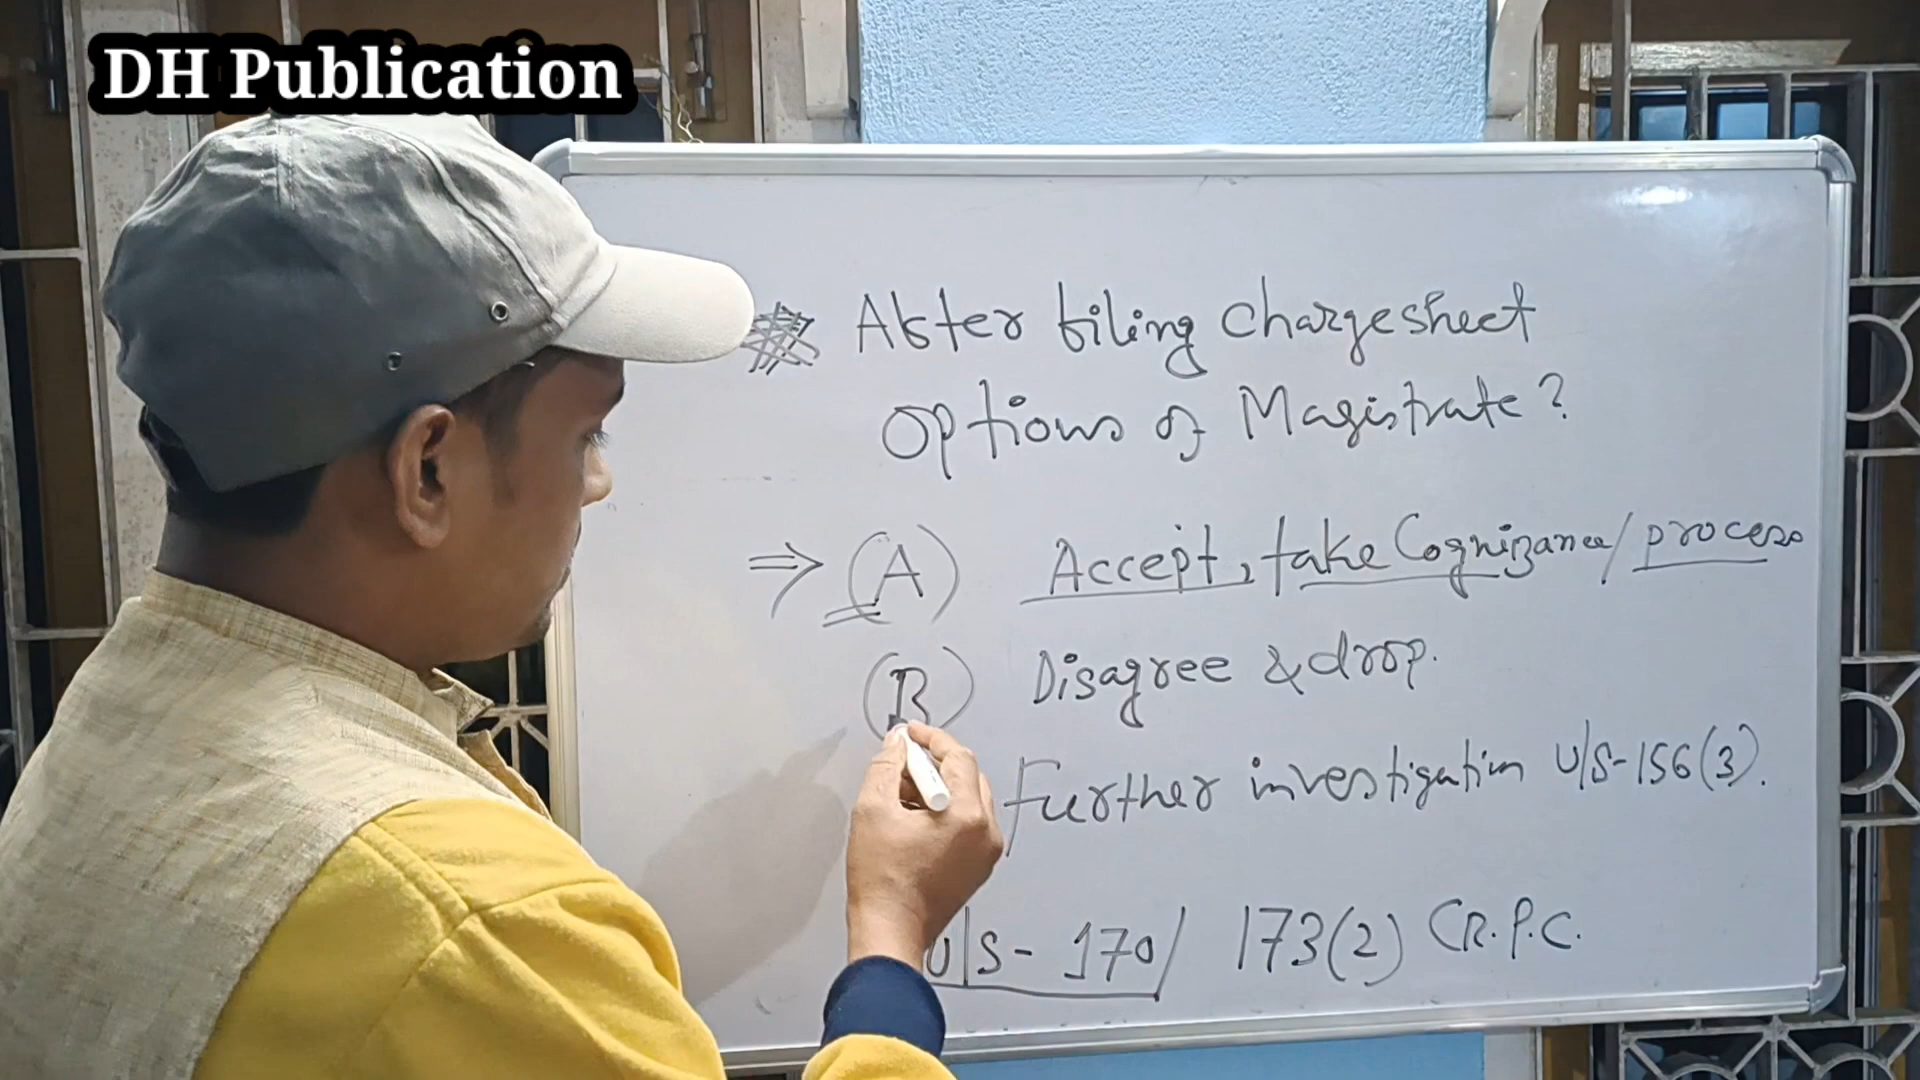 DH Publication
After filing chargesheet
options of Magistrate?
⇒ (A) Accept, take Cognizance / process
(B) Disagree & drop.
Further investigation U/S-156(3).
U/S - 170/ 173(2) CR.P.C.